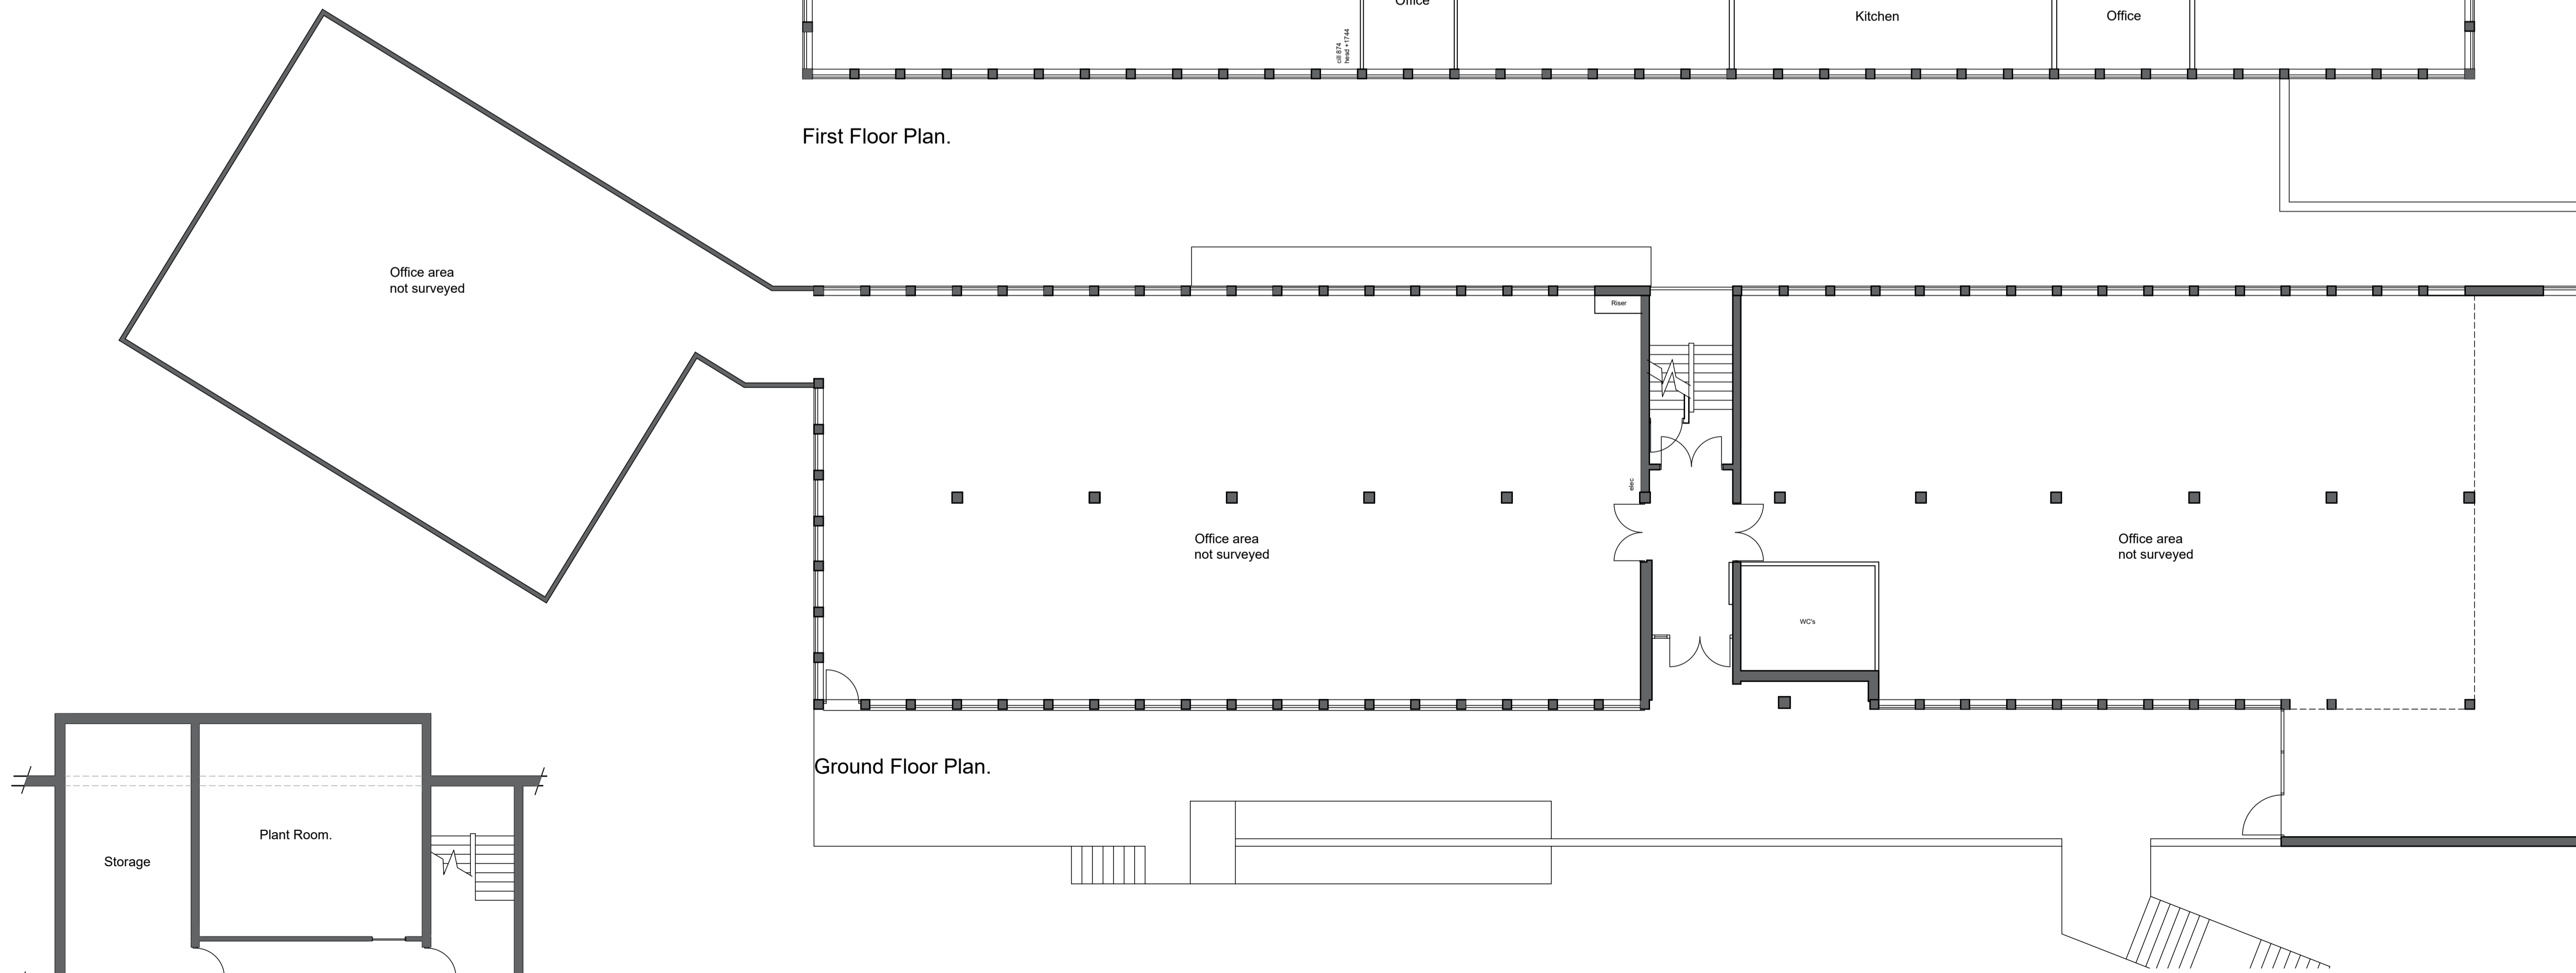 Office
Kitchen
Office
cill 874
head +1744
First Floor Plan.
Office area
not surveyed
Riser
elec
Office area
not surveyed
Office area
not surveyed
WC's
Ground Floor Plan.
Plant Room.
Storage